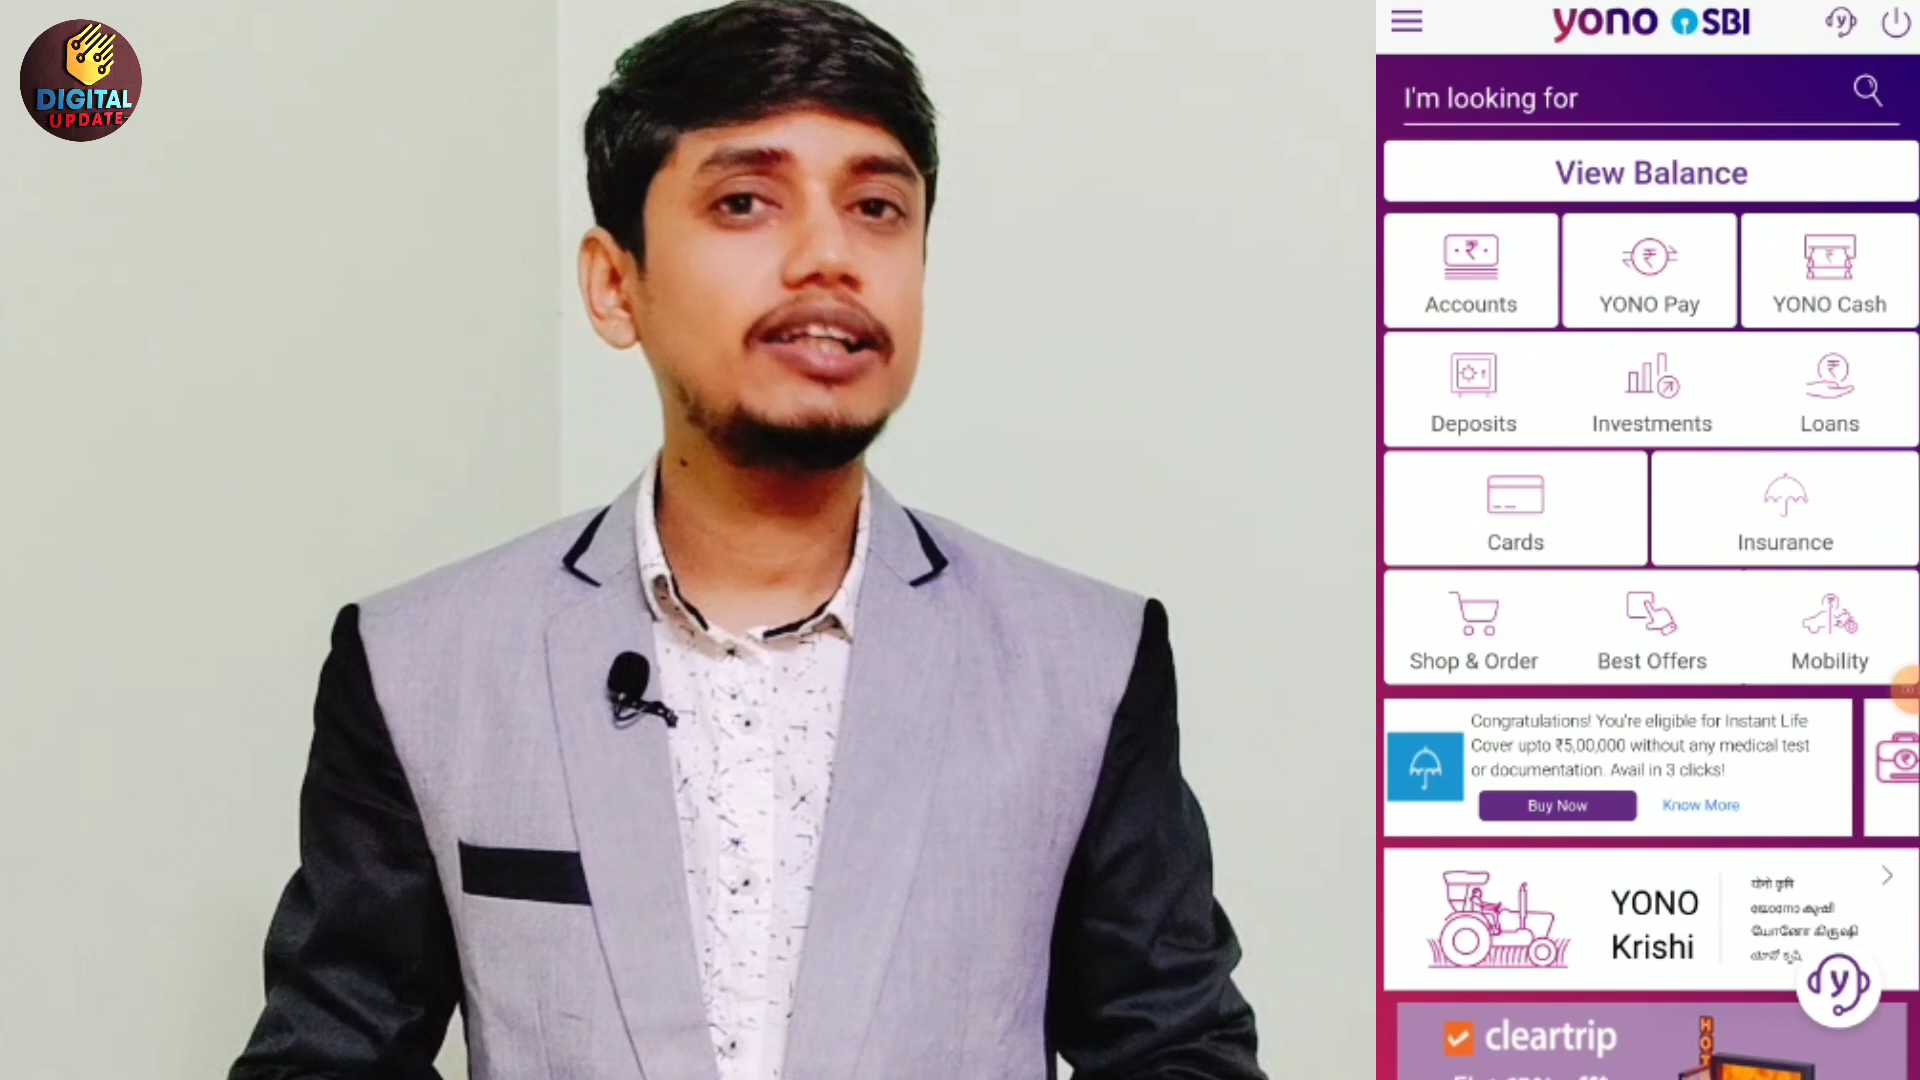 DIGITAL
UPDATE
yono SBI
I'm looking for
View Balance
Accounts
YONO Pay
YONO Cash
Deposits
Investments
Loans
Cards
Insurance
Shop & Order
Best Offers
Mobility
Congratulations! You're eligible for Instant Life
Cover upto ₹5,00,000 without any medical test
or documentation. Avail in 3 clicks!
Buy Now
Know More
YONO
Krishi
योनो कृषि
യോനോ കൃഷി
யோனோ கிருஷி
y
cleartrip
HOT